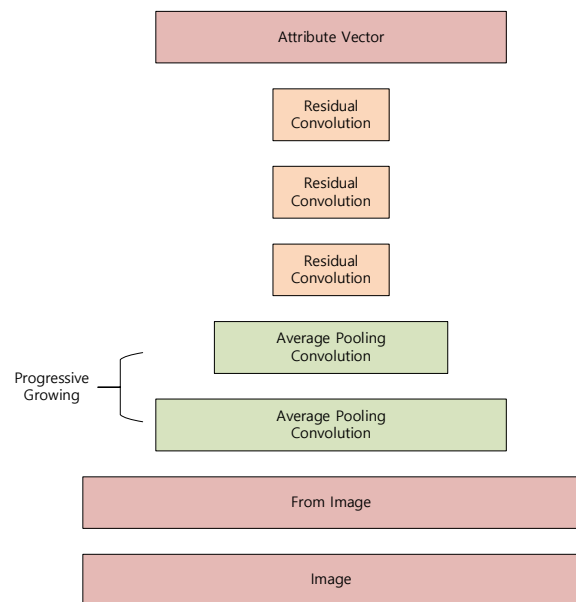 Attribute Vector
Residual
Convolution
Residual
Convolution
Residual
Convolution
Average Pooling
Convolution
Progressive
Growing
Average Pooling
Convolution
From Image
Image